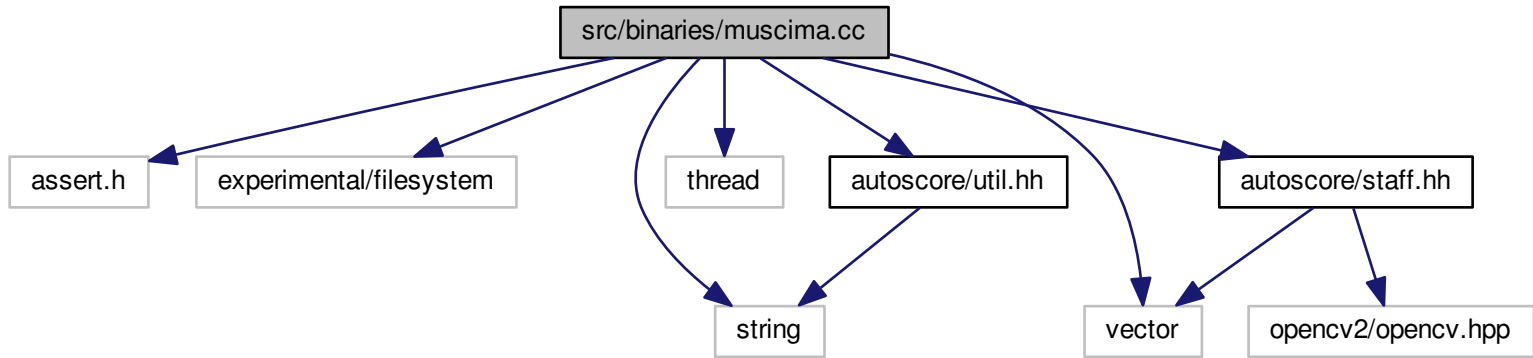 src/binaries/muscima.cc
assert.h
experimental/filesystem
thread
autoscore/util.hh
autoscore/staff.hh
string
vector
opencv2/opencv.hpp